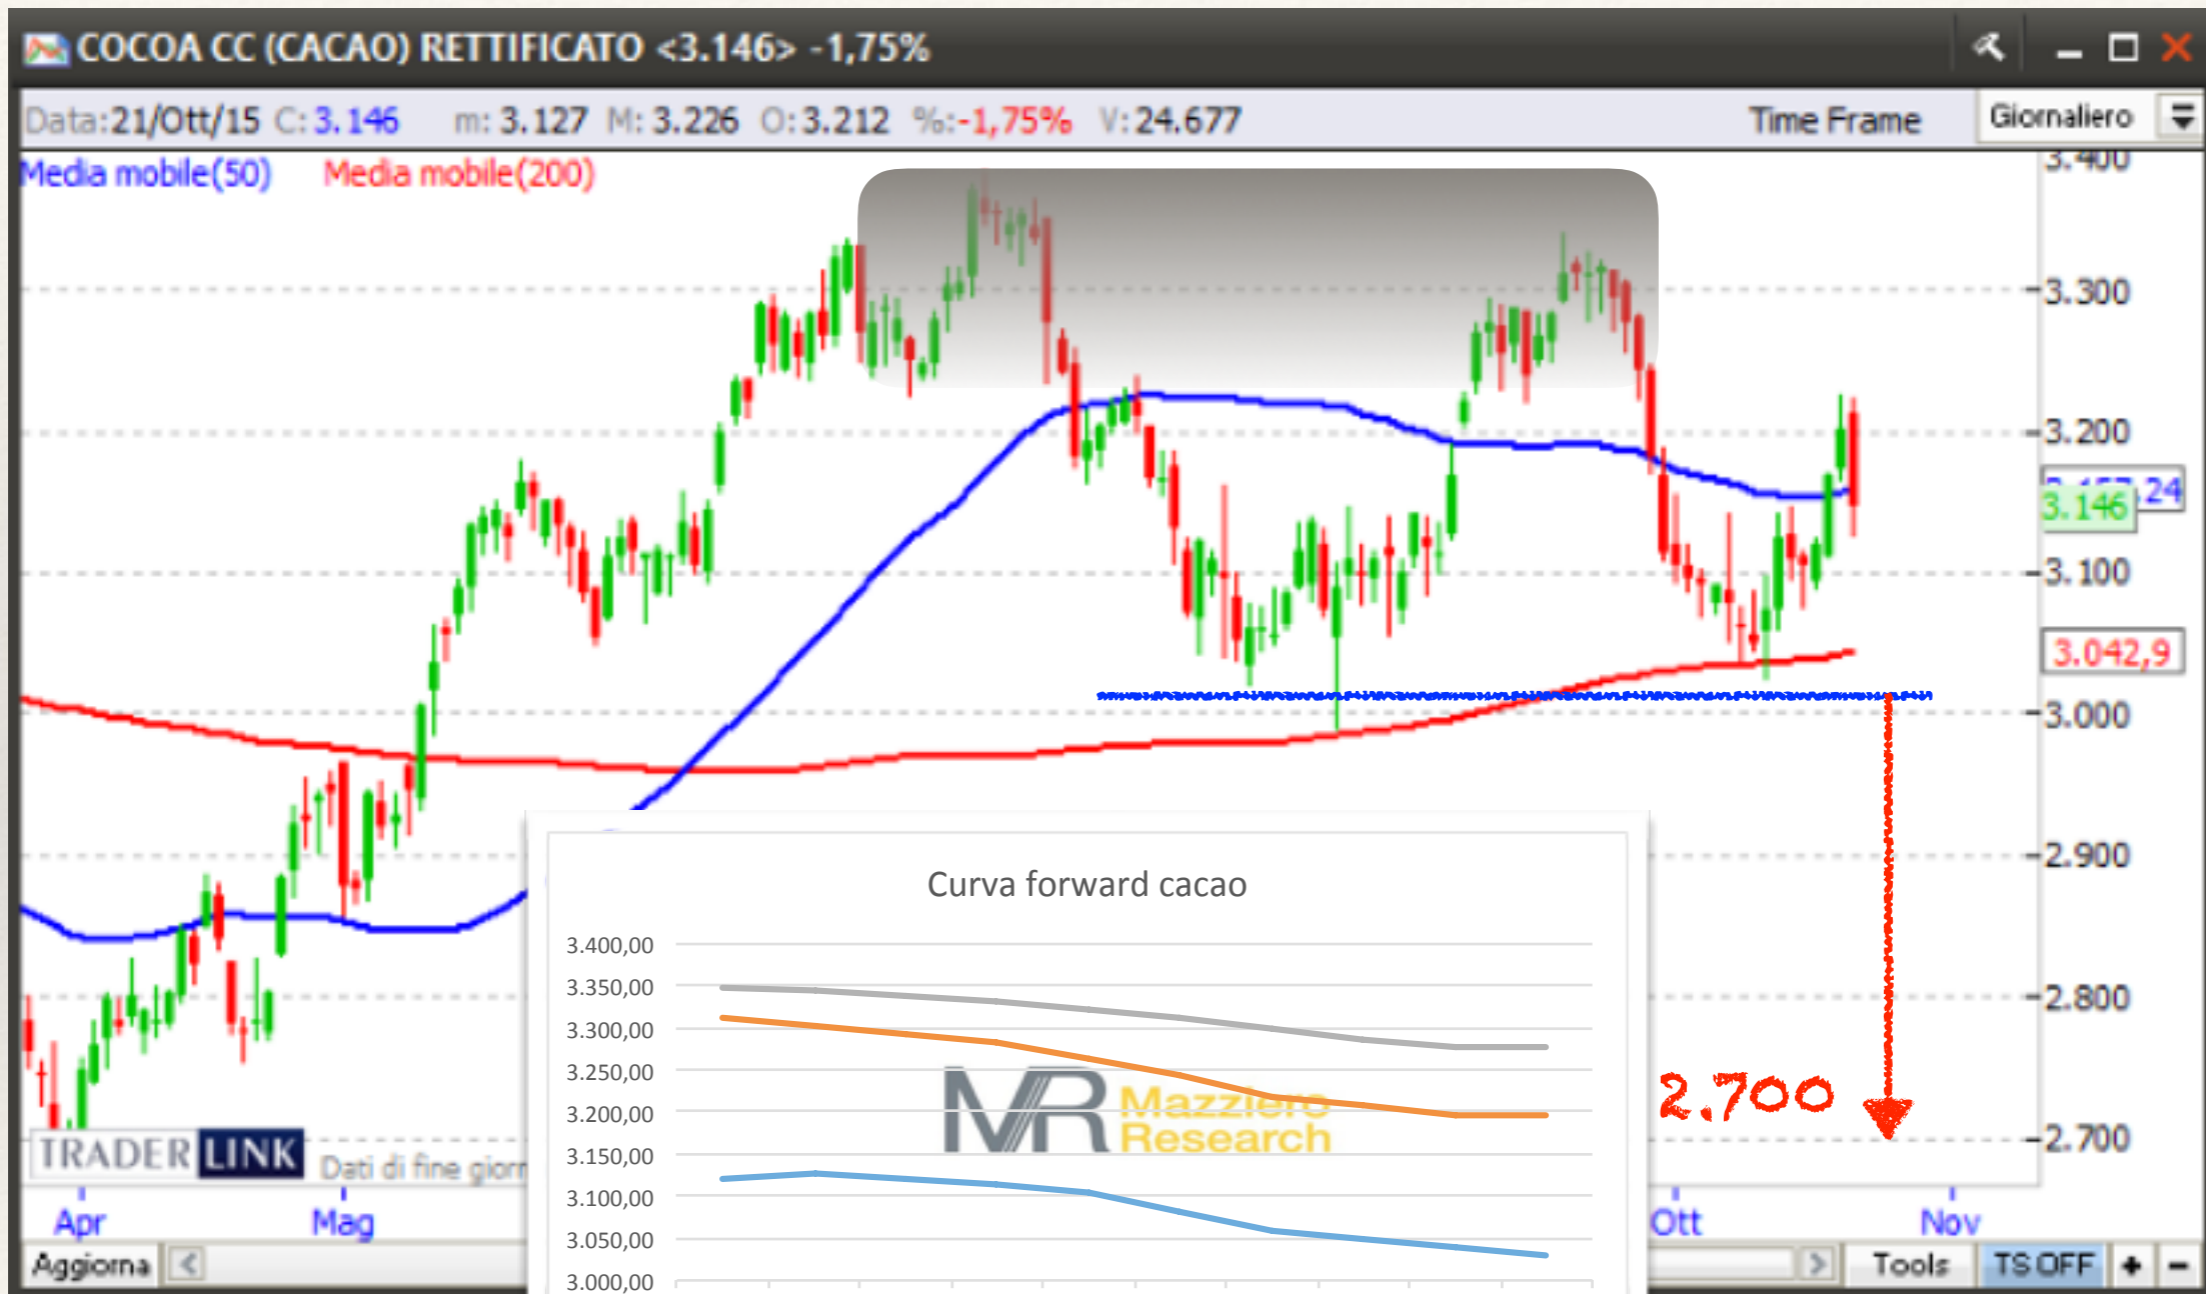 COCOA CC (CACAO) RETTIFICATO <3.146> -1,75%
Data:21/Ott/15 C: 3.146 m: 3.127 M: 3.226 O: 3.212 %:-1,75% V: 24.677 Time Frame Giornaliero
Media mobile(50) Media mobile(200)
3.400
3.300
3.200
24
3.146
3.100
3.042,9
3.000
2.900
2.800
2.700
2.700
Curva forward cacao
3.400,00
3.350,00
3.300,00
3.250,00
3.200,00
3.150,00
3.100,00
3.050,00
3.000,00
MR Mazziero
Research
TRADER LINK Dati di fine giorn
Apr Mag Ott Nov
Aggiorna Tools TS OFF + -